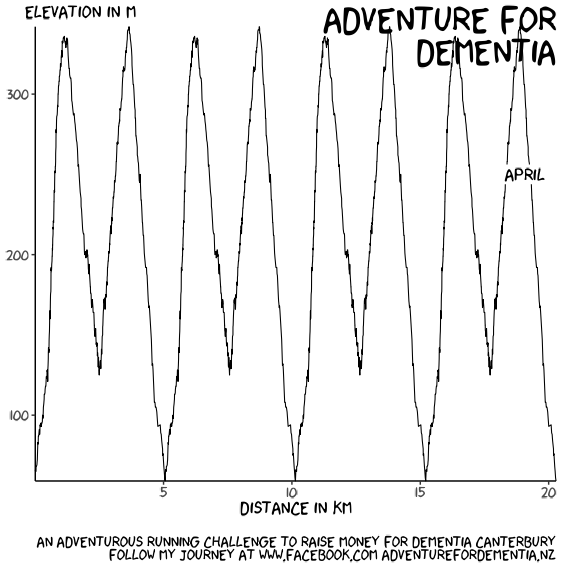 ELEVATION IN M
ADVENTURE FOR
DEMENTIA
300
APRIL
200
100
5
10
15
20
DISTANCE IN KM
AN ADVENTUROUS RUNNING CHALLENGE TO RAISE MONEY FOR DEMENTIA CANTERBURY
FOLLOW MY JOURNEY AT WWW.FACEBOOK.COM ADVENTUREFORDEMENTIA.NZ